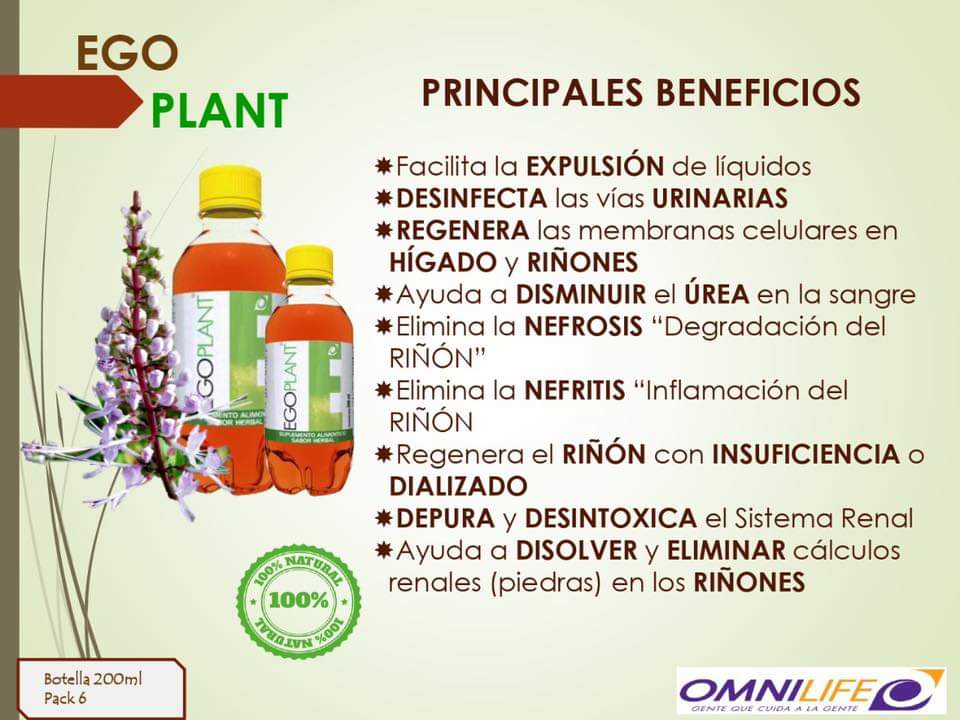 EGO
PLANT
PRINCIPALES BENEFICIOS
Facilita la EXPULSIÓN de líquidos
DESINFECTA las vías URINARIAS
REGENERA las membranas celulares en
HÍGADO y RIÑONES
Ayuda a DISMINUIR el ÚREA en la sangre
Elimina la NEFROSIS “Degradación del
RIÑÓN”
Elimina la NEFRITIS “Inflamación del
RIÑÓN
Regenera el RIÑÓN con INSUFICIENCIA o
DIALIZADO
DEPURA y DESINTOXICA el Sistema Renal
Ayuda a DISOLVER y ELIMINAR cálculos
renales (piedras) en los RIÑONES
EGOPLANT
SUPLEMENTO ALIMENTICIO
SABOR HERBAL
100% NATURAL
100%
100% NATURAL
Botella 200ml
Pack 6
OMNILIFE
GENTE QUE CUIDA A LA GENTE